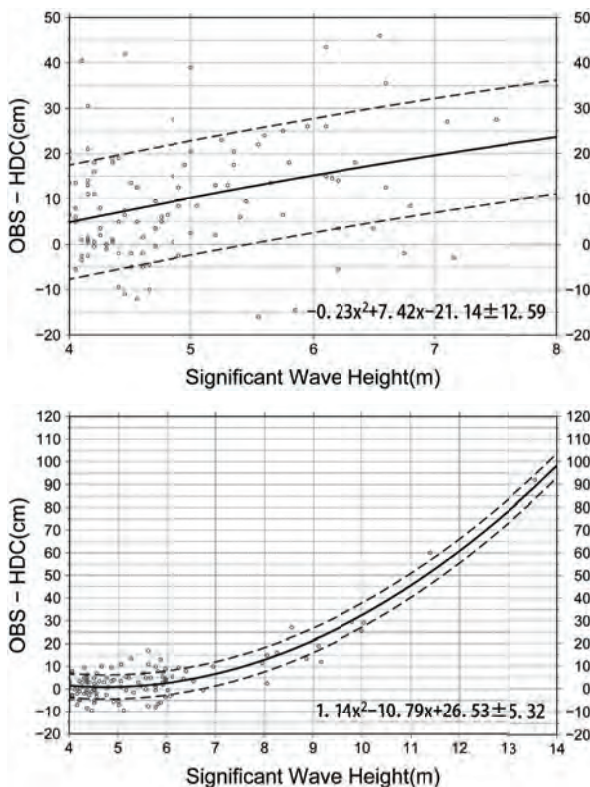 OBS − HDC(cm)
50 50
40 40
30 30
20 20
10 10
0 0
−10 −10
−20 −20
−0.23x²+7.42x−21.14±12.59
4 5 6 7 8
Significant Wave Height(m)
OBS − HDC(cm)
120 120
110 110
100 100
90 90
80 80
70 70
60 60
50 50
40 40
30 30
20 20
10 10
0 0
−10 −10
−20 −20
1.14x²−10.79x+26.53±5.32
4 5 6 7 8 9 10 11 12 13 14
Significant Wave Height(m)